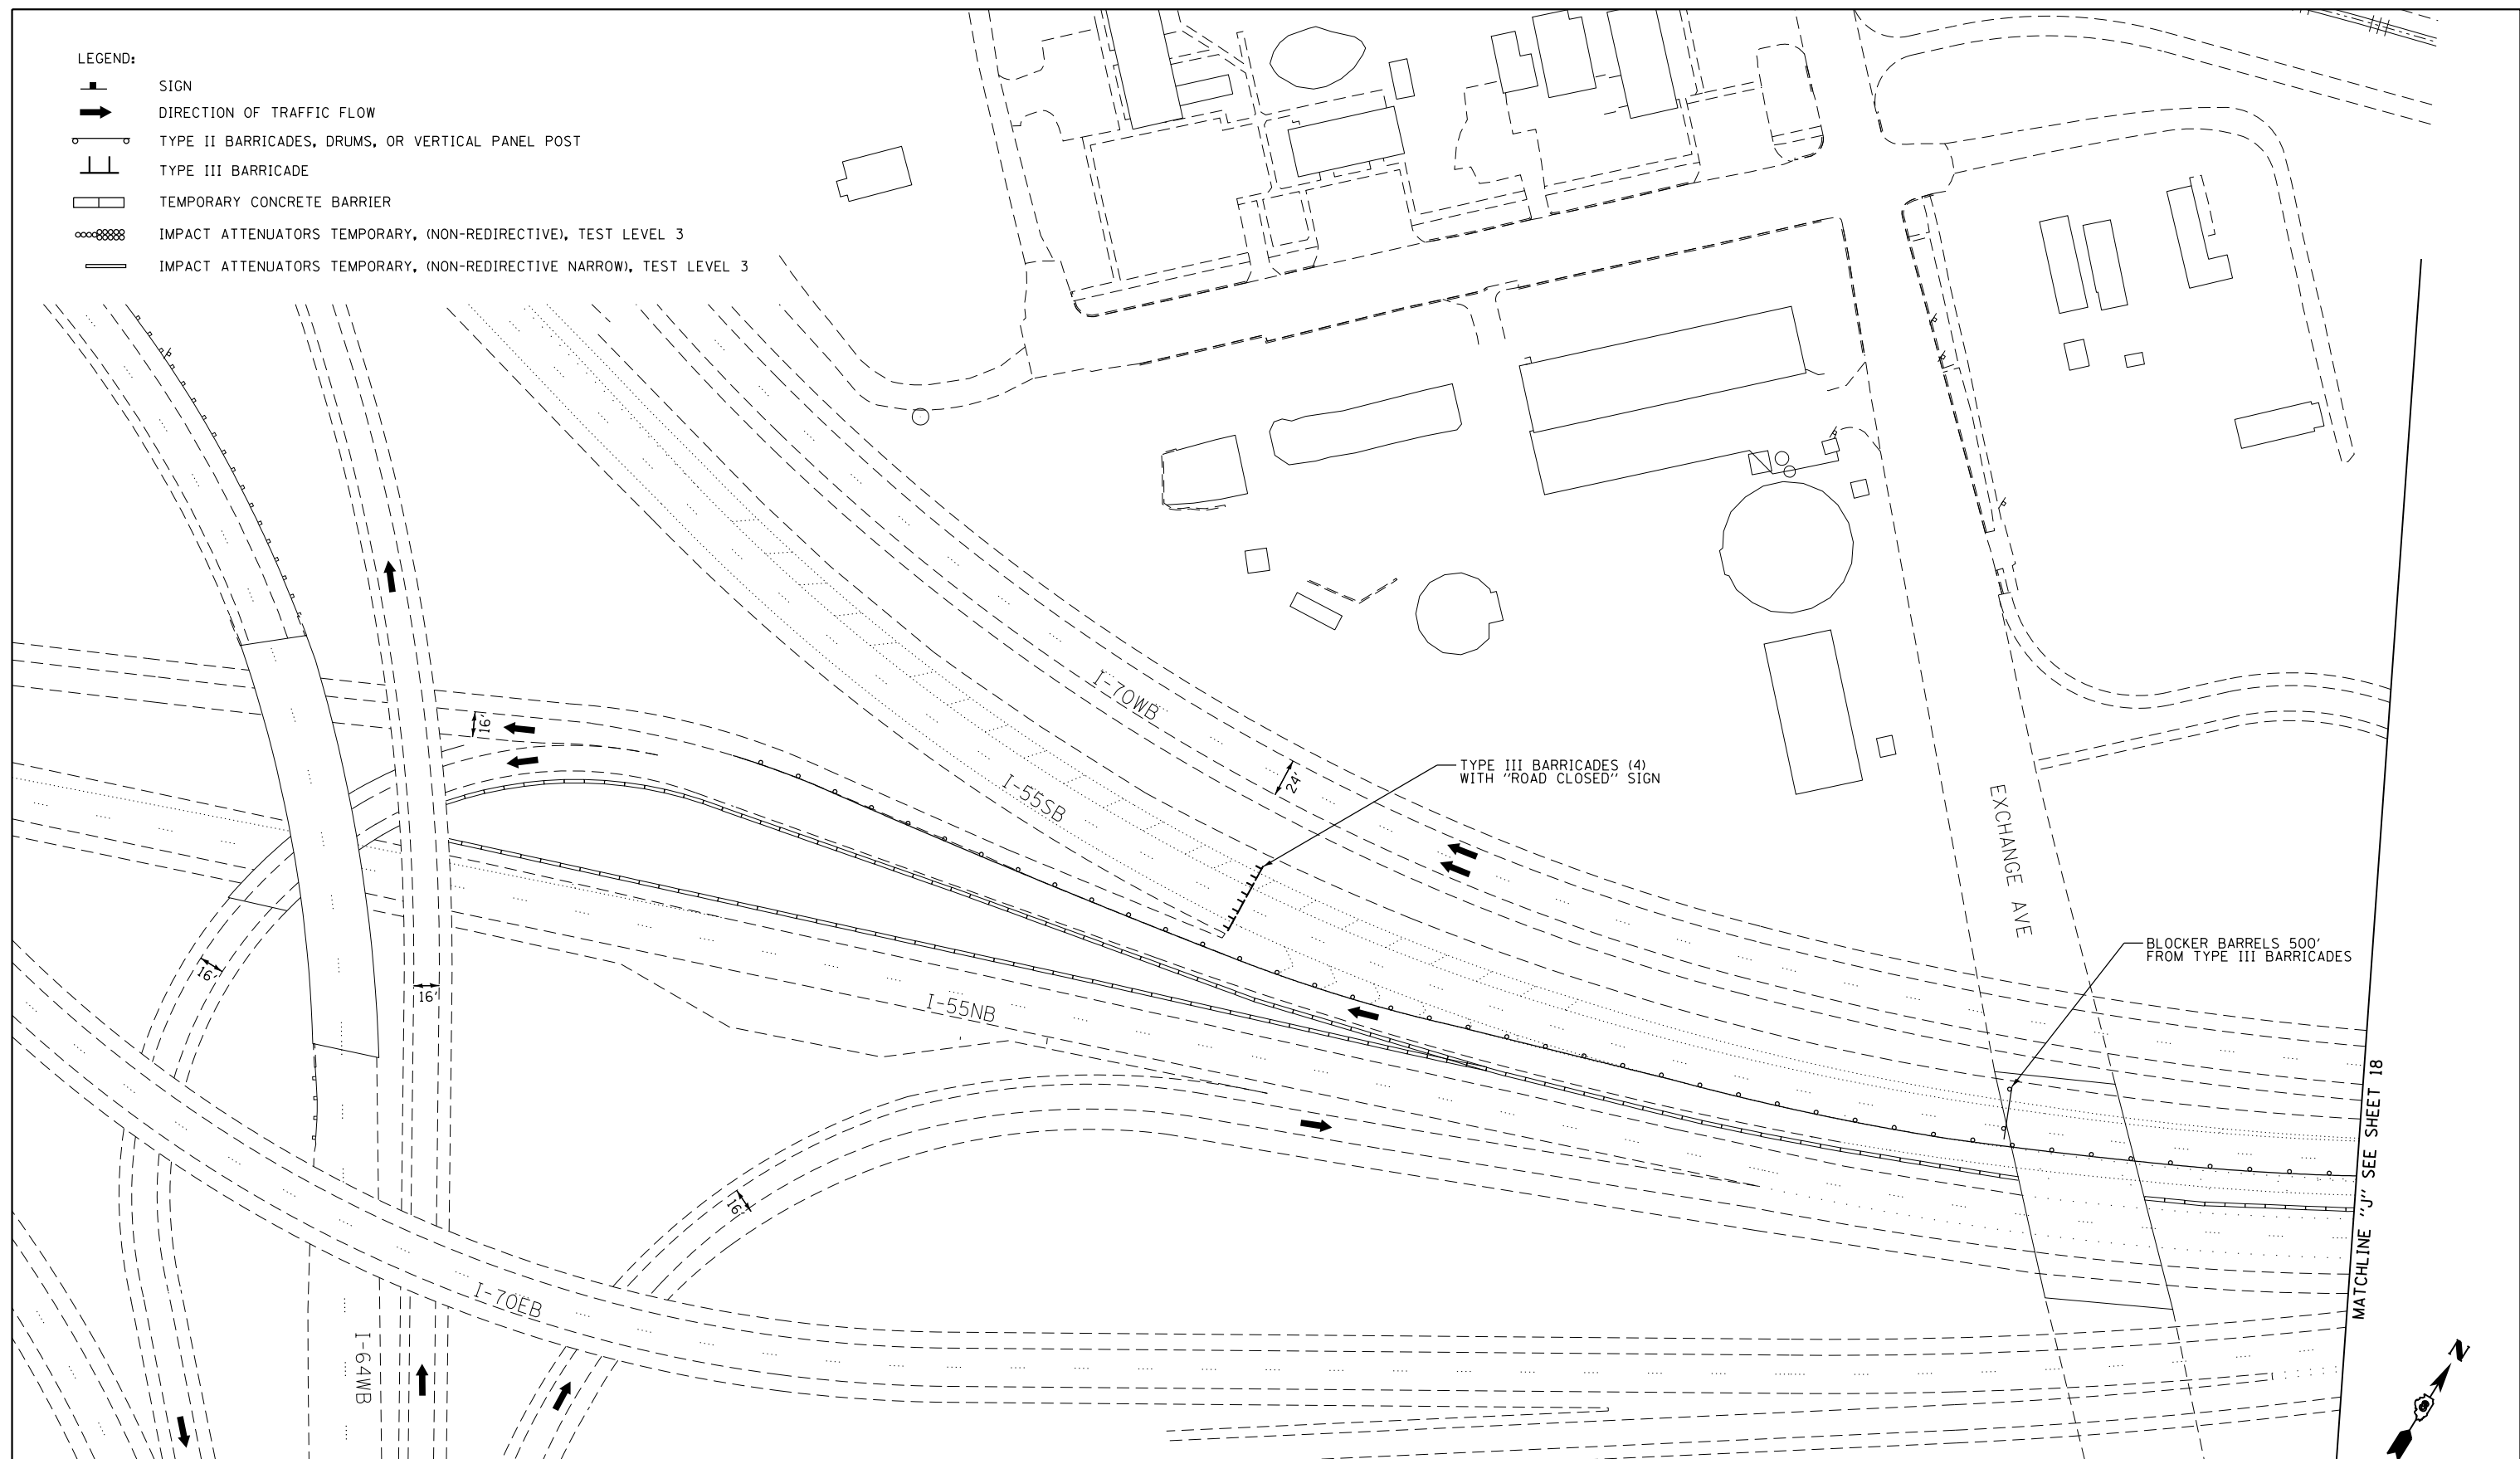 LEGEND:
SIGN
DIRECTION OF TRAFFIC FLOW
TYPE II BARRICADES, DRUMS, OR VERTICAL PANEL POST
TYPE III BARRICADE
TEMPORARY CONCRETE BARRIER
IMPACT ATTENUATORS TEMPORARY, (NON-REDIRECTIVE), TEST LEVEL 3
IMPACT ATTENUATORS TEMPORARY, (NON-REDIRECTIVE NARROW), TEST LEVEL 3
I-70WB
16'
I-55SB
24'
TYPE III BARRICADES (4)
WITH "ROAD CLOSED" SIGN
EXCHANGE AVE
BLOCKER BARRELS 500'
FROM TYPE III BARRICADES
16'
16'
I-55NB
16'
MATCHLINE "J" SEE SHEET 18
I-70EB
I-64WB
N